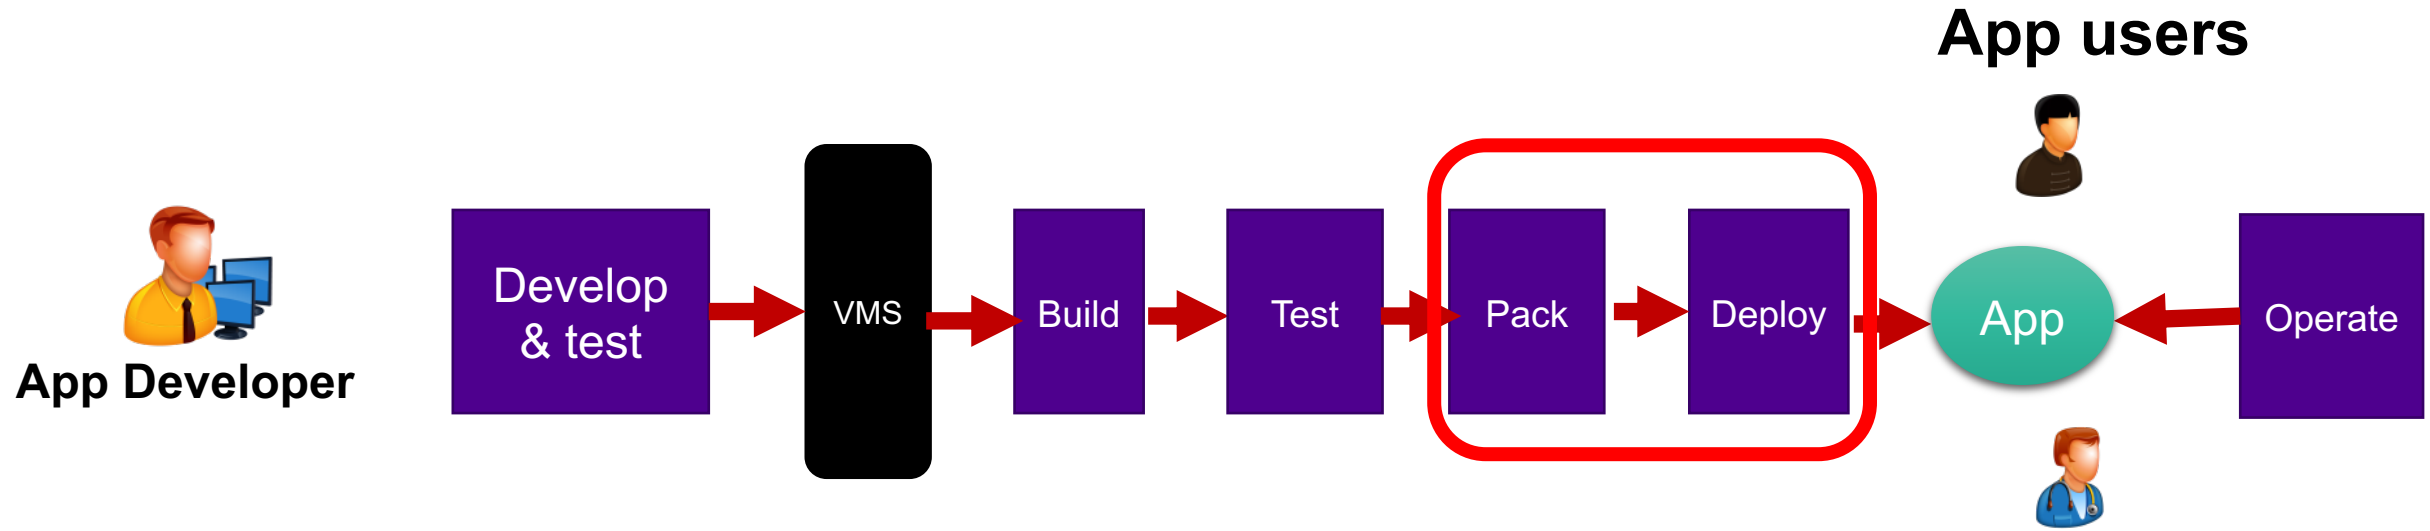 App users
App Developer
Develop
& test
VMS
Build
Test
Pack
Deploy
App
Operate